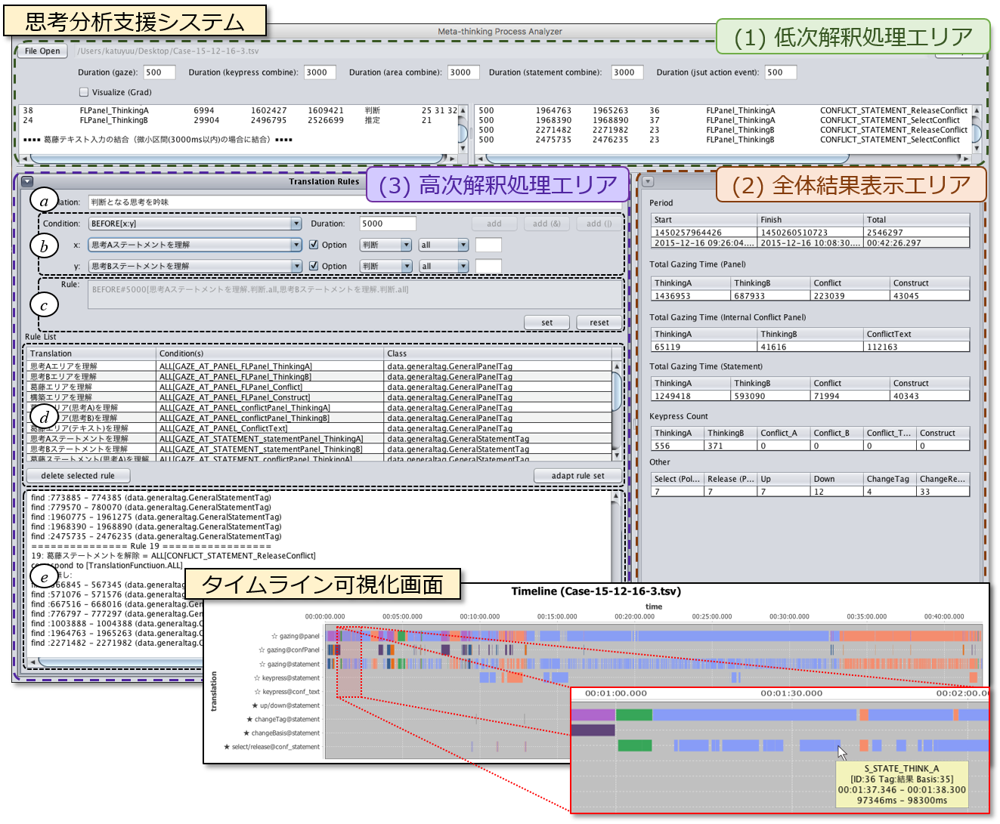 思考分析支援システム
Meta-thinking Process Analyzer
(1) 低次解釈処理エリア
File Open
/Users/katuyuu/Desktop/Case-15-12-16-3.tsv
Duration (gaze): 500 Duration (keypress combine): 3000 Duration (area combine): 3000 Duration (statement combine): 3000 Duration (jsut action event): 500
Visualize (Grad)
38 FLPanel_ThinkingA 6994 1602427 1609421 判断 25 31 32
24 FLPanel_ThinkingB 29904 2496795 2526699 推定 21
▪▪▪▪ 葛藤テキスト入力の結合（微小区間(3000ms以内)の場合に結合）▪▪▪▪
500 1964763 1965263 36 FLPanel_ThinkingA CONFLICT_STATEMENT_ReleaseConflict
500 1968390 1968890 37 FLPanel_ThinkingA CONFLICT_STATEMENT_SelectConflict
500 2271482 2271982 23 FLPanel_ThinkingB CONFLICT_STATEMENT_ReleaseConflict
500 2475735 2476235 23 FLPanel_ThinkingB CONFLICT_STATEMENT_SelectConflict
Translation Rules
(3) 高次解釈処理エリア
a
lation: 判断となる思考を吟味
b
Condition: BEFORE[x:y] Duration: 5000 add add (&) add (|)
x: 思考Aステートメントを理解 Option 判断 all
y: 思考Bステートメントを理解 Option 判断 all
c
Rule: BEFORE#5000[思考Aステートメントを理解.判断.all,思考Bステートメントを理解.判断.all]
set reset
Rule List
Translation Condition(s) Class
思考Aエリアを理解 ALL[GAZE_AT_PANEL_FLPanel_ThinkingA] data.generaltag.GeneralPanelTag
思考Bエリアを理解 ALL[GAZE_AT_PANEL_FLPanel_ThinkingB] data.generaltag.GeneralPanelTag
葛藤エリアを理解 ALL[GAZE_AT_PANEL_FLPanel_Conflict] data.generaltag.GeneralPanelTag
構築エリアを理解 ALL[GAZE_AT_PANEL_FLPanel_Construct] data.generaltag.GeneralPanelTag
リア(思考A)を理解 ALL[GAZE_AT_PANEL_conflictPanel_ThinkingA] data.generaltag.GeneralPanelTag
d
リア(思考B)を理解 ALL[GAZE_AT_PANEL_conflictPanel_ThinkingB] data.generaltag.GeneralPanelTag
葛藤エリア(テキスト)を理解 ALL[GAZE_AT_PANEL_ConflictText] data.generaltag.GeneralPanelTag
思考Aステートメントを理解 ALL[GAZE_AT_STATEMENT_statementPanel_ThinkingA] data.generaltag.GeneralStatementTag
思考Bステートメントを理解 ALL[GAZE_AT_STATEMENT_statementPanel_ThinkingB] data.generaltag.GeneralStatementTag
葛藤ステートメント(思考A)を理解 ALL[GAZE_AT_STATEMENT_conflictPanel_ThinkingA] data.generaltag.GeneralStatementTag
delete selected rule adapt rule set
find :773885 - 774385 (data.generaltag.GeneralStatementTag)
find :779570 - 780070 (data.generaltag.GeneralStatementTag)
find :1960775 - 1961275 (data.generaltag.GeneralStatementTag)
find :1968390 - 1968890 (data.generaltag.GeneralStatementTag)
find :2475735 - 2476235 (data.generaltag.GeneralStatementTag)
=============== Rule 19 =================
19: 葛藤ステートメントを解除 = ALL[CONFLICT_STATEMENT_ReleaseConflict]
spond to [TranslationFunctiuon.ALL]
e
無し:
66845 - 567345 (data.generaltag.G
find :571076 - 571576 (data.generaltag.G
find :667516 - 668016 (data.generaltag.Gen
find :776797 - 777297 (data.generaltag.Gen
find :1003888 - 1004388 (data.generaltag.G
find :1964763 - 1965263 (data.generaltag.G
find :2271482 - 2271982 (data.generaltag.G
(2) 全体結果表示エリア
Period
Start Finish Total
1450257964426 1450260510723 2546297
2015-12-16 09:26:04.... 2015-12-16 10:08:30.... 00:42:26.297
Total Gazing Time (Panel)
ThinkingA ThinkingB Conflict Construct
1436953 687933 223039 43045
Total Gazing Time (Internal Conflict Panel)
ThinkingA ThinkingB ConflictText
65119 41616 112163
Total Gazing Time (Statement)
ThinkingA ThinkingB Conflict Construct
1249418 593090 71994 40343
Keypress Count
ThinkingA ThinkingB Conflict_A Conflict_B Conflict_T... Construct
556 371 0 0 0 0
Other
Select (Pol... Release (P... Up Down ChangeTag ChangeRe...
7 7 7 12 4 33
タイムライン可視化画面
Timeline (Case-15-12-16-3.tsv)
time
00:00:00.000 00:05:00.000 00:10:00.000 00:15:00.000 00:20:00.000 00:25:00.000 00:30:00.000 00:35:00.000 00:40:00.000
translation
☆ gazing@panel
☆ gazing@confPanel
☆ gazing@statement
☆ keypress@statement
☆ keypress@conf_text
★ up/down@statement
★ changeTag@statement
★ changeBasis@statement
★ select/release@conf_statement
00:01:00.000 00:01:30.000 00:02:00.0
S_STATE_THINK_A
[ID:36 Tag:結果 Basis:35]
00:01:37.346 - 00:01:38.300
97346ms - 98300ms